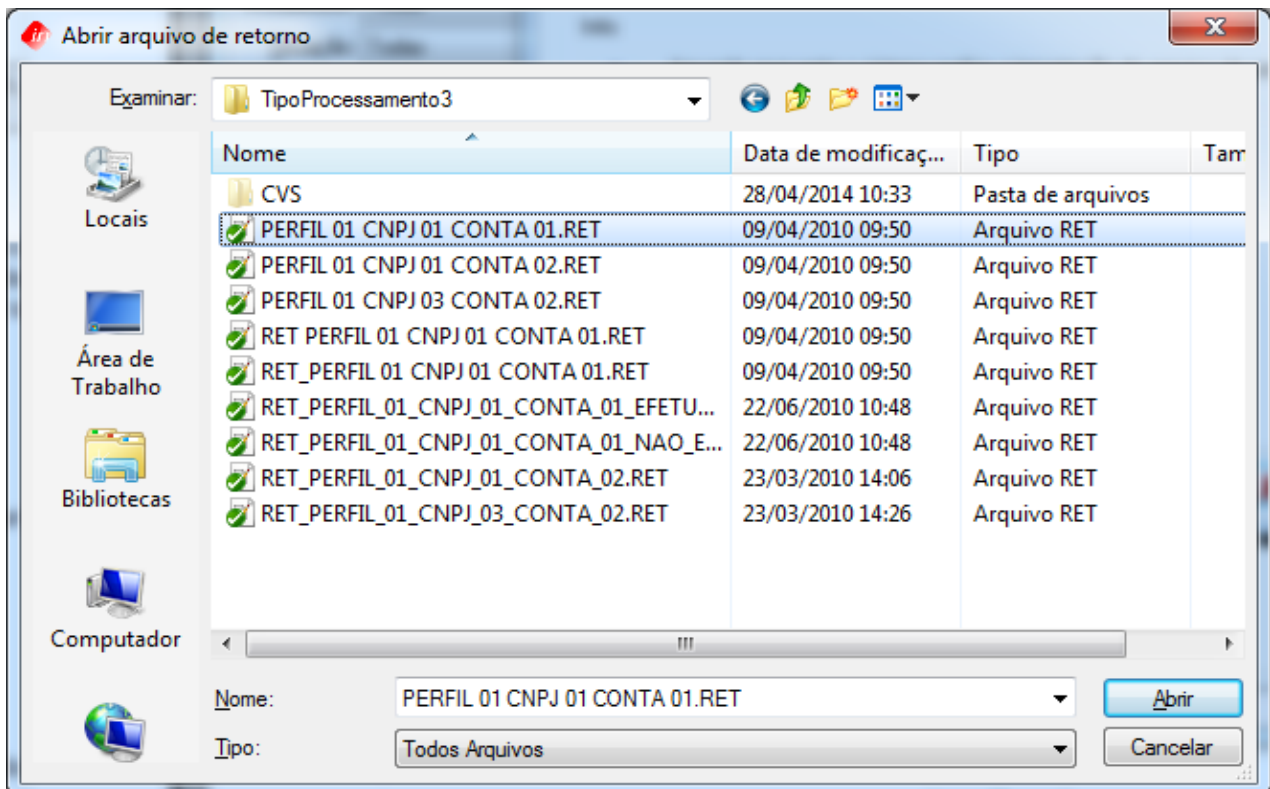 Abrir arquivo de retorno
Examinar: TipoProcessamento3
Nome Data de modificaç... Tipo Tam
CVS 28/04/2014 10:33 Pasta de arquivos
PERFIL 01 CNPJ 01 CONTA 01.RET 09/04/2010 09:50 Arquivo RET
PERFIL 01 CNPJ 01 CONTA 02.RET 09/04/2010 09:50 Arquivo RET
PERFIL 01 CNPJ 03 CONTA 02.RET 09/04/2010 09:50 Arquivo RET
RET PERFIL 01 CNPJ 01 CONTA 01.RET 09/04/2010 09:50 Arquivo RET
RET_PERFIL 01 CNPJ 01 CONTA 01.RET 09/04/2010 09:50 Arquivo RET
RET_PERFIL_01_CNPJ_01_CONTA_01_EFETU... 22/06/2010 10:48 Arquivo RET
RET_PERFIL_01_CNPJ_01_CONTA_01_NAO_E... 22/06/2010 10:48 Arquivo RET
RET_PERFIL_01_CNPJ_01_CONTA_02.RET 23/03/2010 14:06 Arquivo RET
RET_PERFIL_01_CNPJ_03_CONTA_02.RET 23/03/2010 14:26 Arquivo RET
Locais
Área de
Trabalho
Bibliotecas
Computador
Nome: PERFIL 01 CNPJ 01 CONTA 01.RET Abrir
Tipo: Todos Arquivos Cancelar